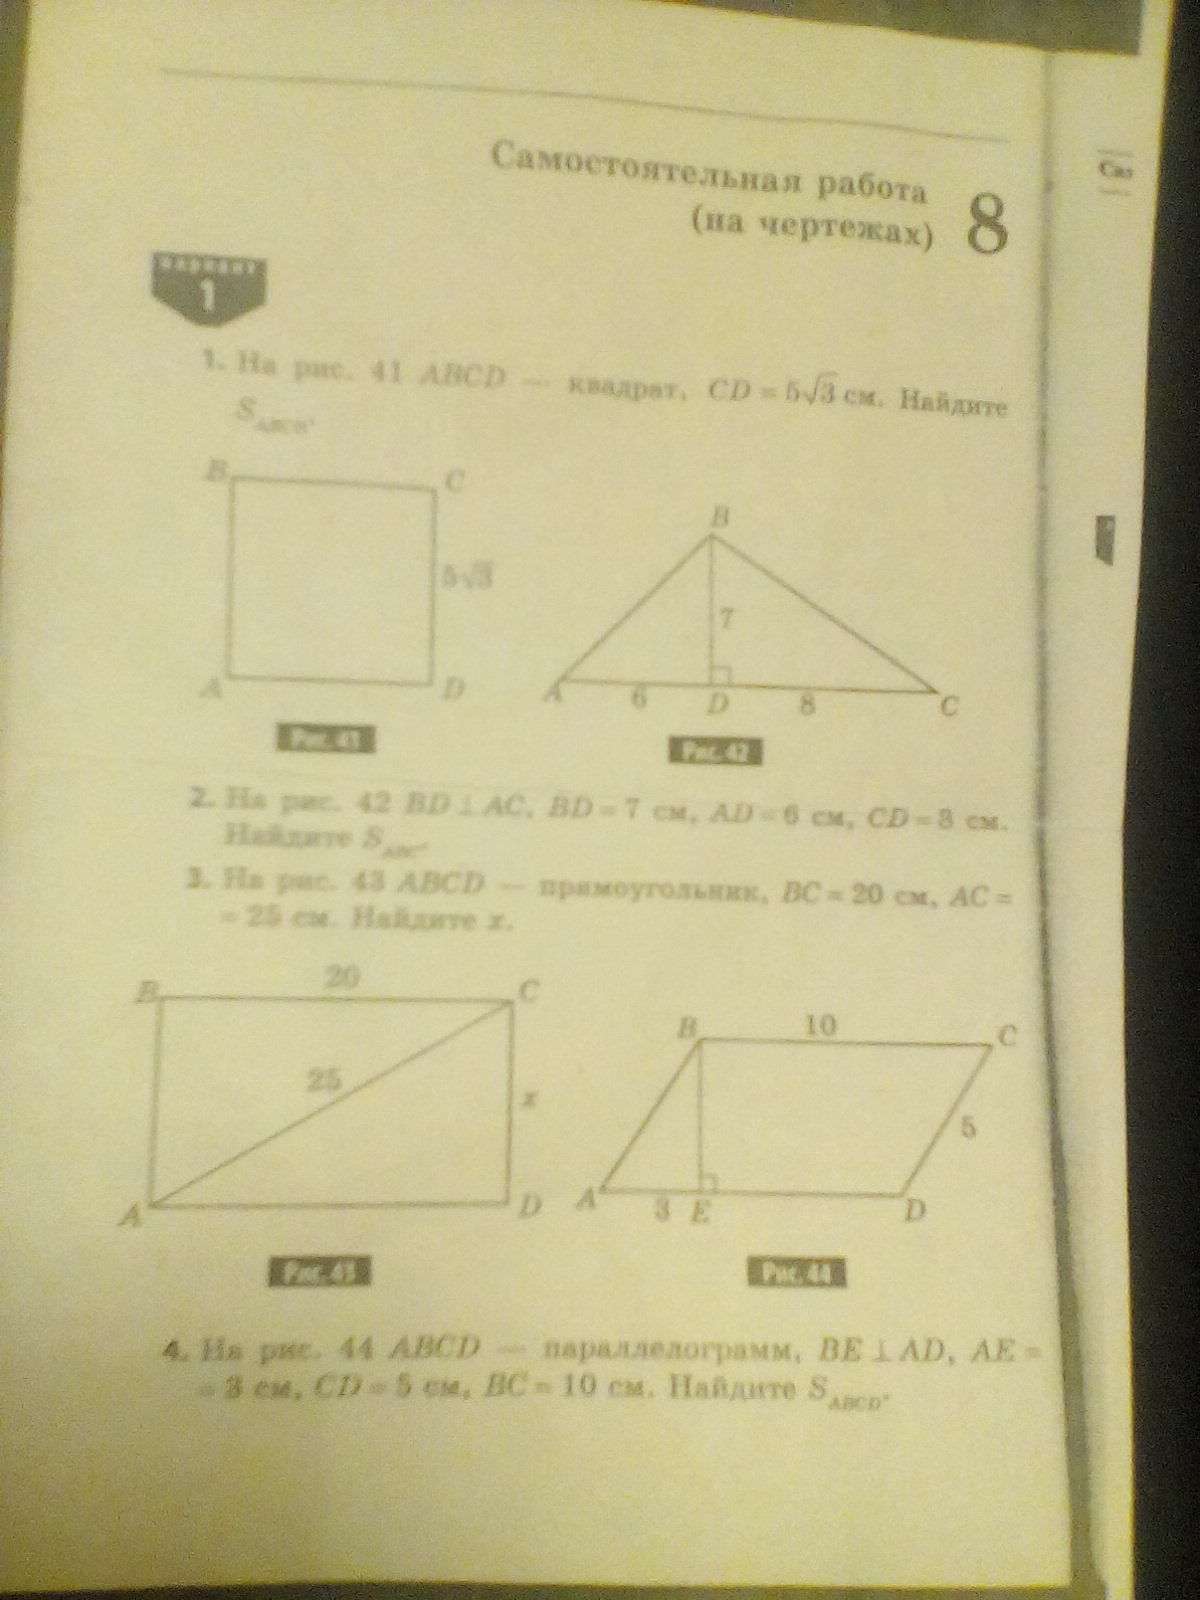 Самостоятельная работа
(на чертежах)
8
Сам
ВАРИАНТ
1
1. На рис. 41 ABCD — квадрат, CD = 5√3 см. Найдите
S_ABCD.
B
C
5√3
A
D
Рис. 41
B
7
A
6
D
8
C
Рис. 42
2. На рис. 42 BD ⊥ AC, BD = 7 см, AD = 6 см, CD = 8 см.
Найдите S_ABC.
3. На рис. 43 ABCD — прямоугольник, BC = 20 см, AC =
= 25 см. Найдите x.
B
20
C
25
x
A
D
Рис. 43
B
10
C
5
A
3
E
D
Рис. 44
4. На рис. 44 ABCD — параллелограмм, BE ⊥ AD, AE =
= 3 см, CD = 5 см, BC = 10 см. Найдите S_ABCD.